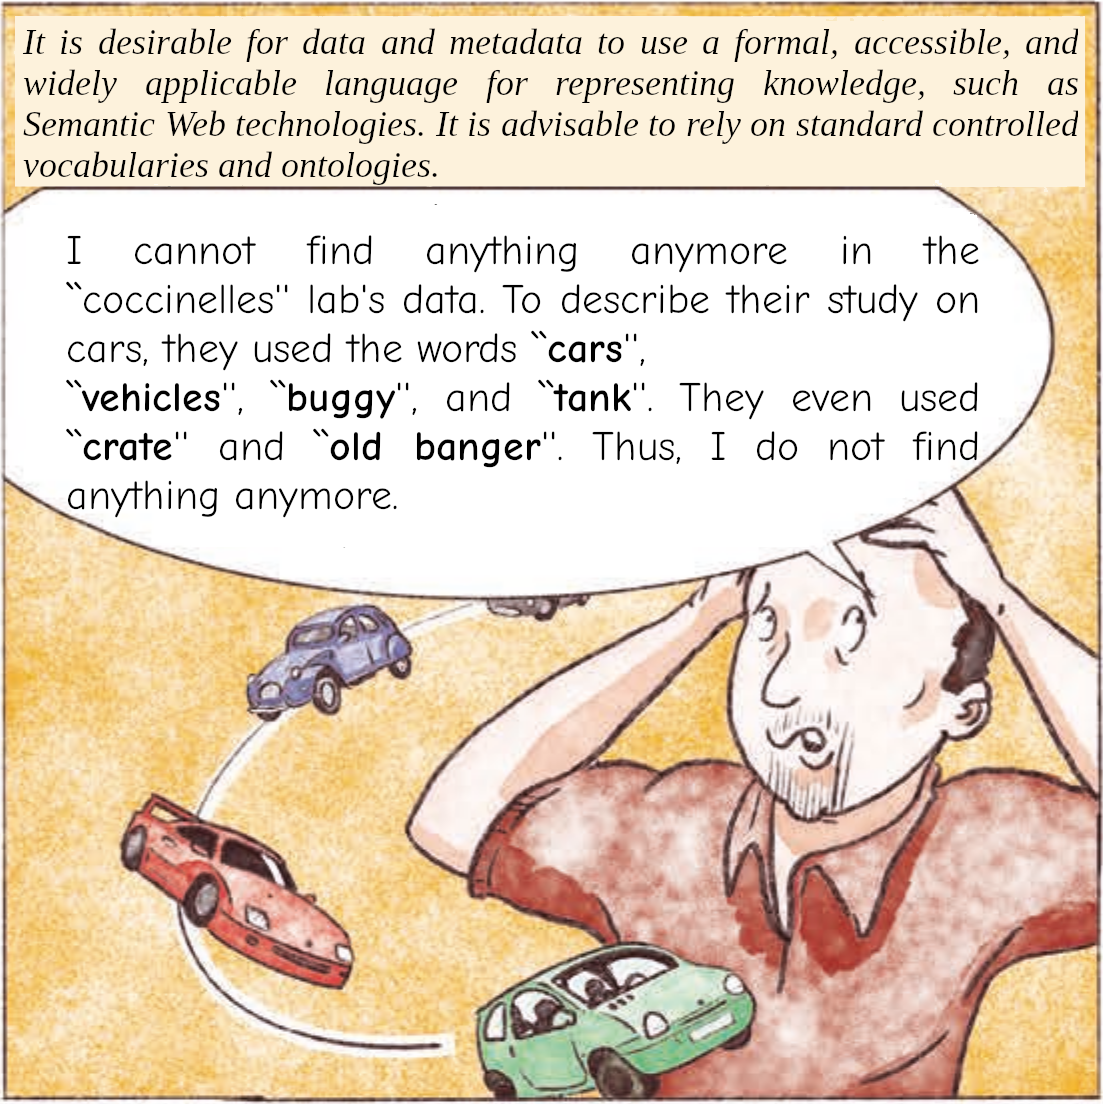 It is desirable for data and metadata to use a formal, accessible, and
widely applicable language for representing knowledge, such as
Semantic Web technologies. It is advisable to rely on standard controlled
vocabularies and ontologies.
I cannot find anything anymore in the
``coccinelles" lab's data. To describe their study on
cars, they used the words ``cars",
``vehicles", ``buggy", and ``tank". They even used
``crate" and ``old banger". Thus, I do not find
anything anymore.